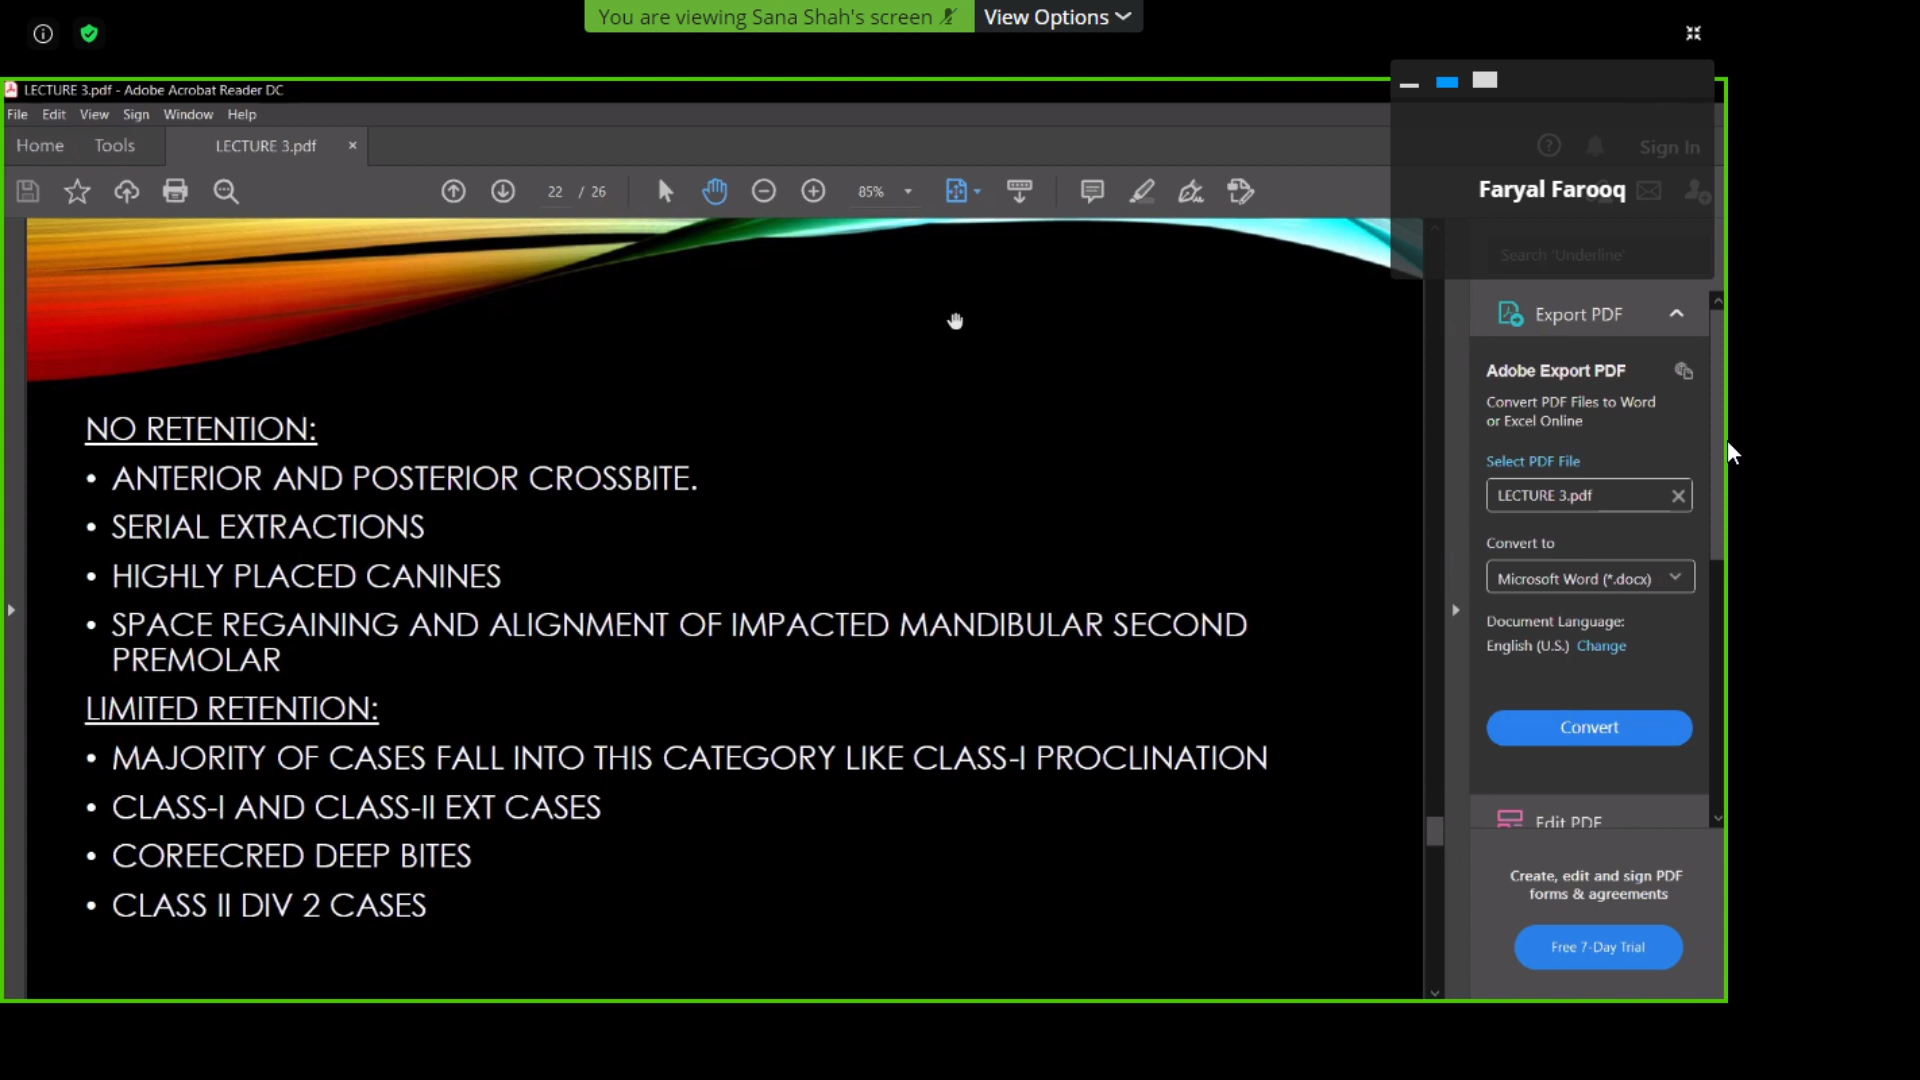 You are viewing Sana Shah's screen View Options
LECTURE 3.pdf - Adobe Acrobat Reader DC
File Edit View Sign Window Help
Home Tools LECTURE 3.pdf × Sign In
22 / 26 85%
Faryal Farooq
Search 'Underline'
Export PDF
Adobe Export PDF
Convert PDF Files to Word
or Excel Online
Select PDF File
LECTURE 3.pdf
Convert to
Microsoft Word (*.docx)
Document Language:
English (U.S.) Change
Convert
Edit PDF
Create, edit and sign PDF
forms & agreements
Free 7-Day Trial
NO RETENTION:
• ANTERIOR AND POSTERIOR CROSSBITE.
• SERIAL EXTRACTIONS
• HIGHLY PLACED CANINES
• SPACE REGAINING AND ALIGNMENT OF IMPACTED MANDIBULAR SECOND
PREMOLAR
LIMITED RETENTION:
• MAJORITY OF CASES FALL INTO THIS CATEGORY LIKE CLASS-I PROCLINATION
• CLASS-I AND CLASS-II EXT CASES
• COREECRED DEEP BITES
• CLASS II DIV 2 CASES